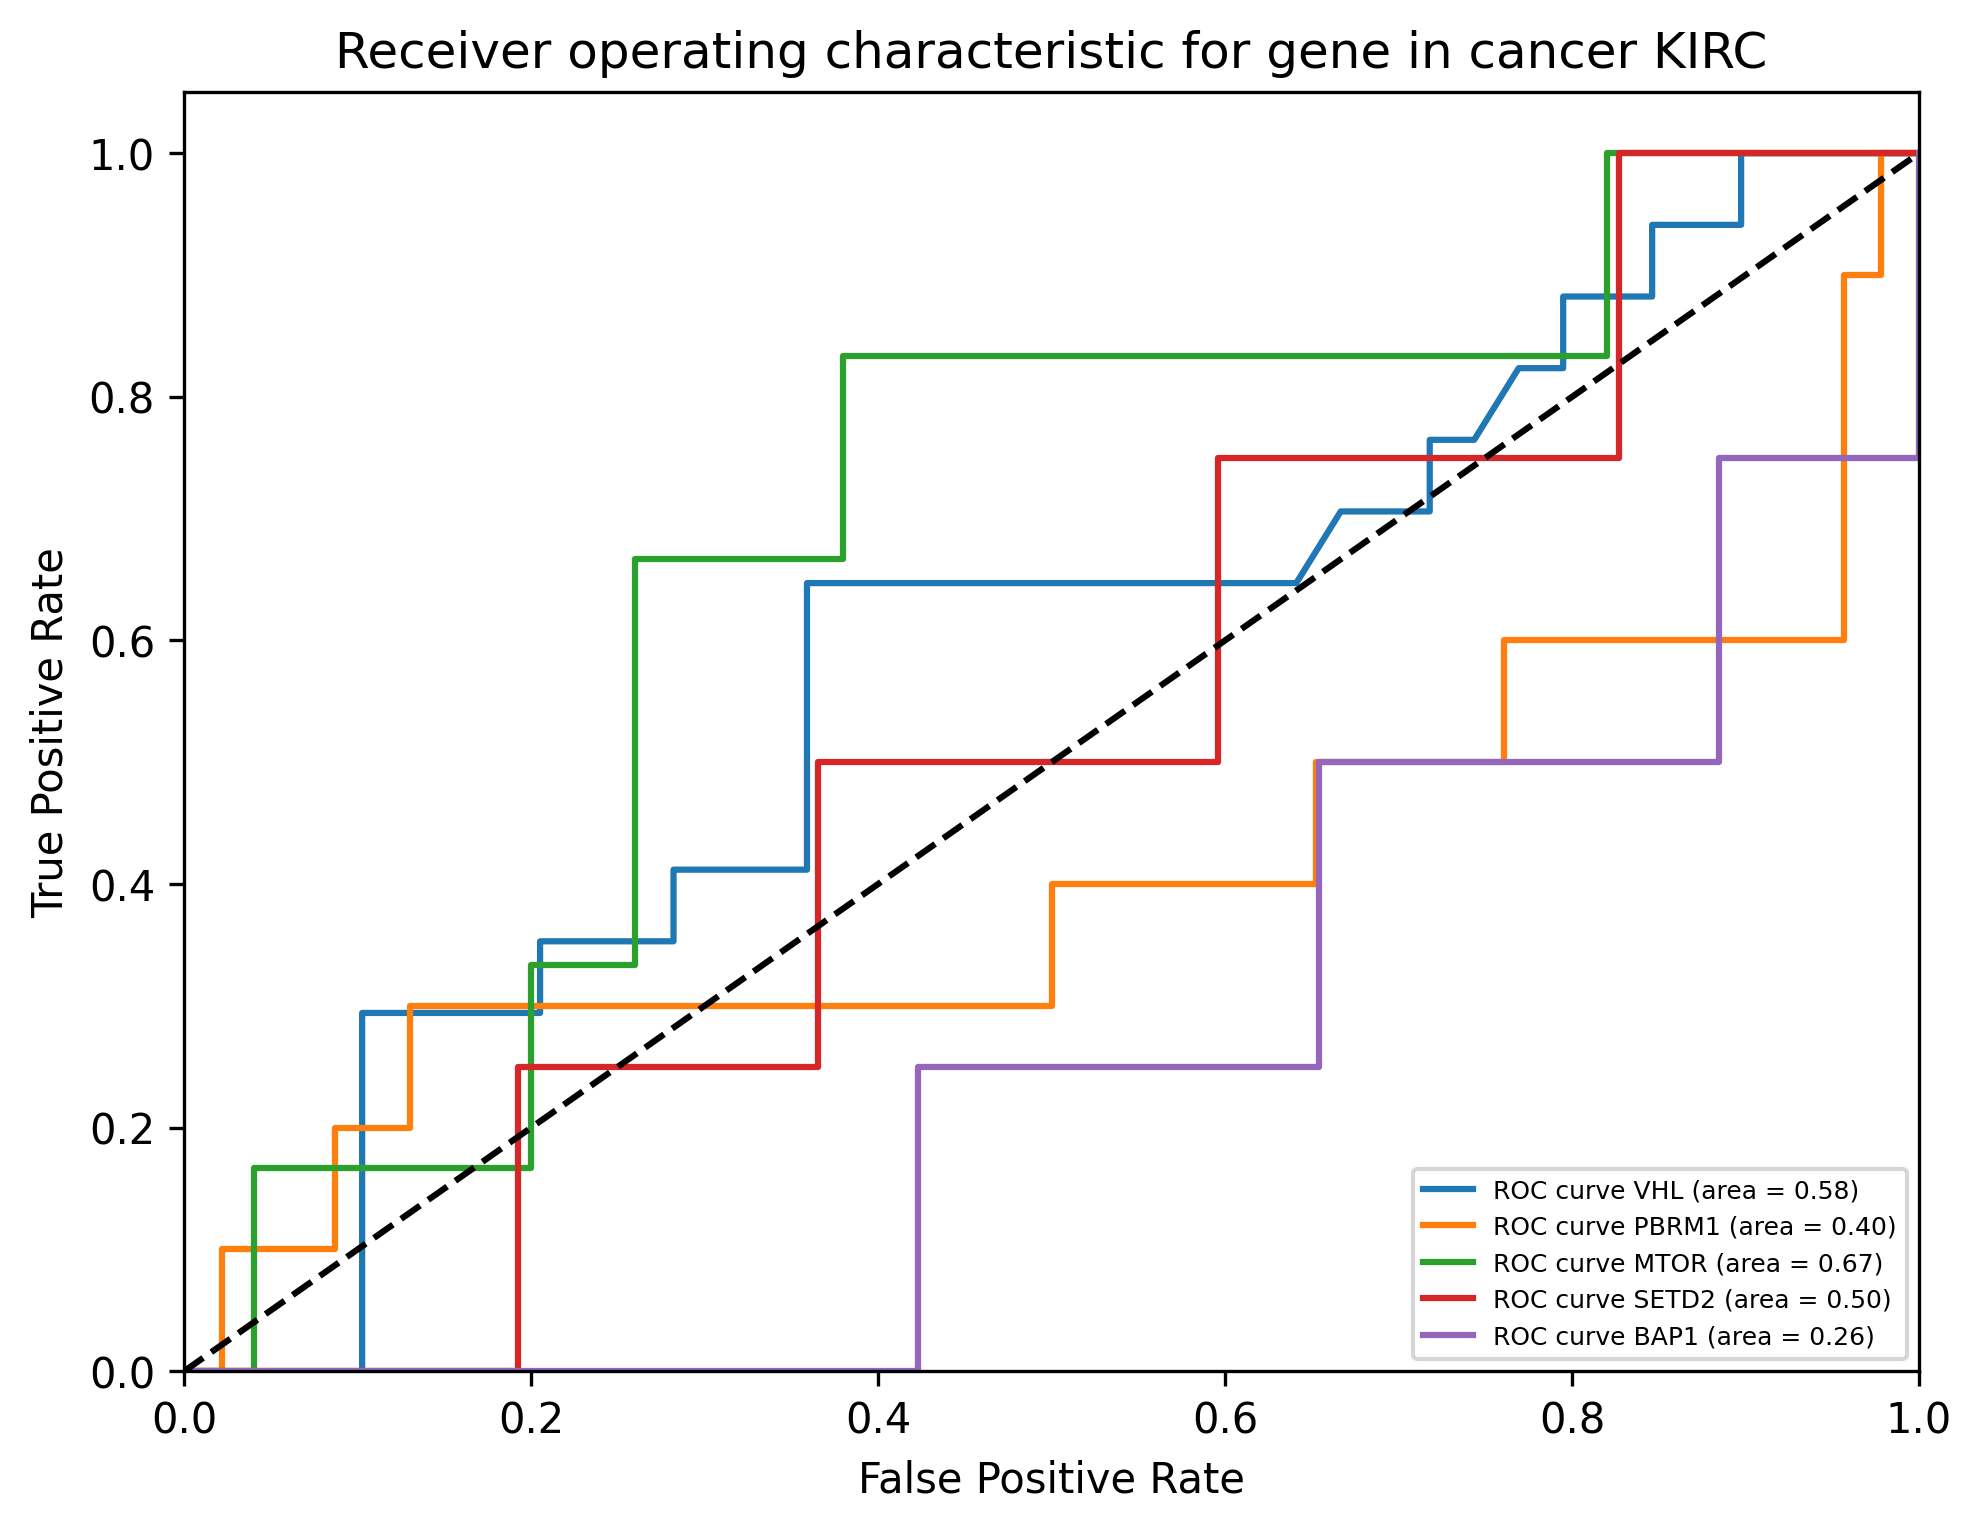 Receiver operating characteristic for gene in cancer KIRC
True Positive Rate
1.0
0.8
0.6
0.4
0.2
0.0
ROC curve VHL (area = 0.58)
ROC curve PBRM1 (area = 0.40)
ROC curve MTOR (area = 0.67)
ROC curve SETD2 (area = 0.50)
ROC curve BAP1 (area = 0.26)
0.0 0.2 0.4 0.6 0.8 1.0
False Positive Rate